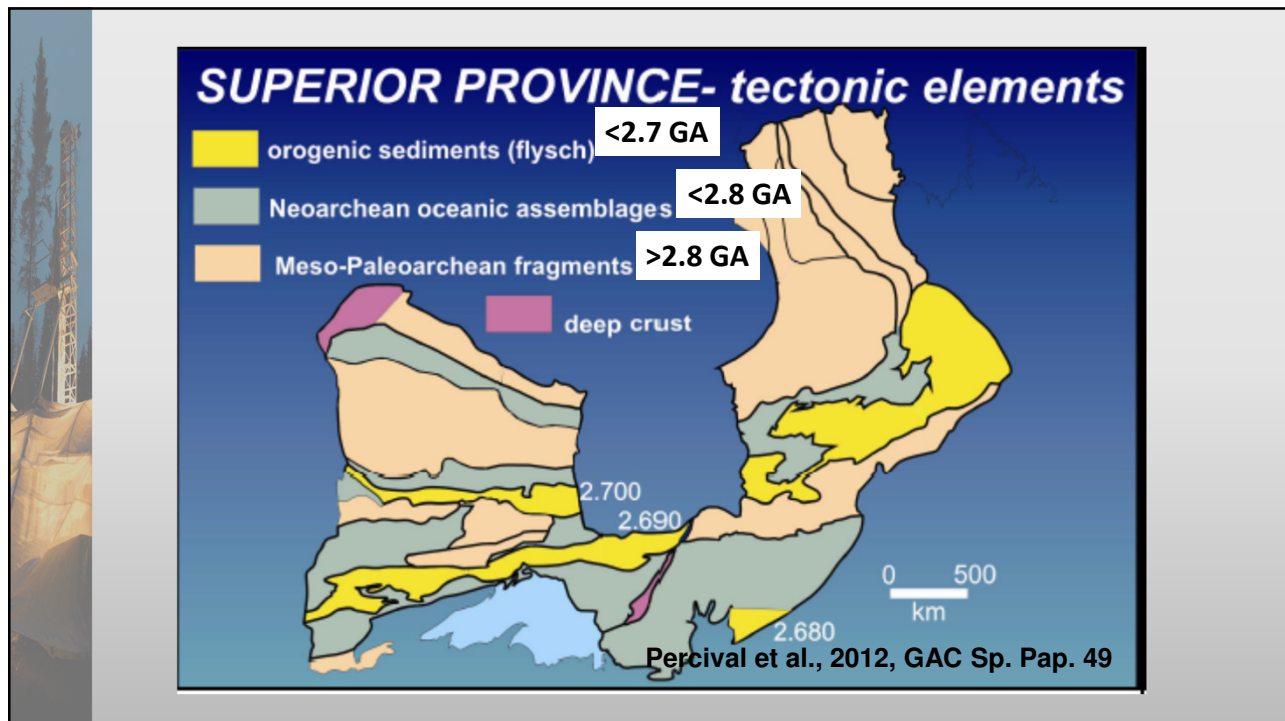 SUPERIOR PROVINCE- tectonic elements
orogenic sediments (flysch) <2.7 GA
Neoarchean oceanic assemblages <2.8 GA
Meso-Paleoarchean fragments >2.8 GA
deep crust
2.700
2.690
0 500
km
2.680
Percival et al., 2012, GAC Sp. Pap. 49